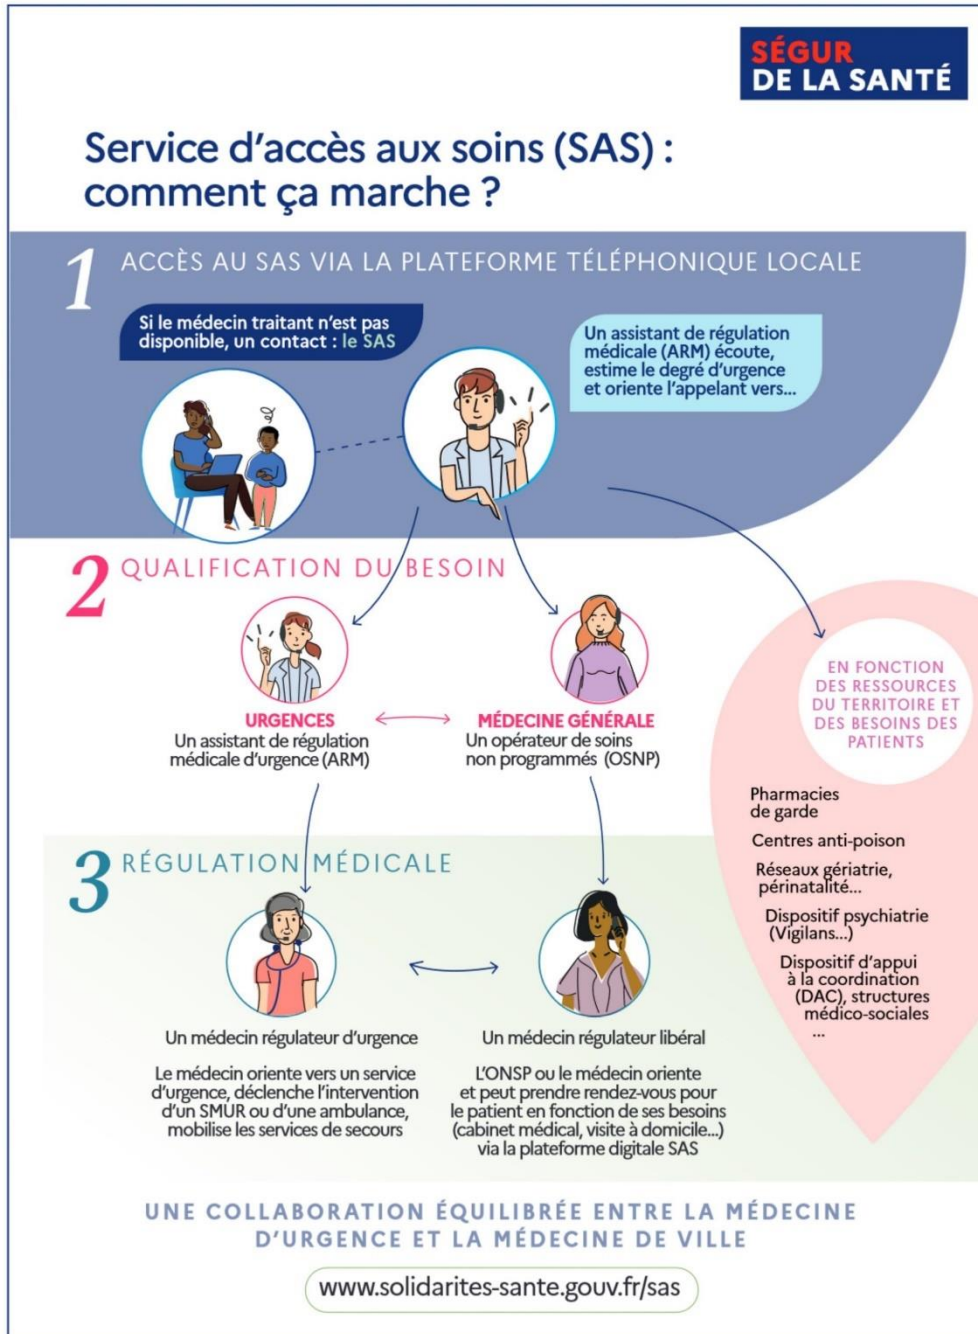 SÉGUR
DE LA SANTÉ
Service d'accès aux soins (SAS) :
comment ça marche ?
1 ACCÈS AU SAS VIA LA PLATEFORME TÉLÉPHONIQUE LOCALE
Si le médecin traitant n'est pas
disponible, un contact : le SAS
Un assistant de régulation
médicale (ARM) écoute,
estime le degré d'urgence
et oriente l'appelant vers...
2 QUALIFICATION DU BESOIN
URGENCES
Un assistant de régulation
médicale d'urgence (ARM)
MÉDECINE GÉNÉRALE
Un opérateur de soins
non programmés (OSNP)
EN FONCTION
DES RESSOURCES
DU TERRITOIRE ET
DES BESOINS DES
PATIENTS
Pharmacies
de garde
Centres anti-poison
Réseaux gériatrie,
périnatalité...
Dispositif psychiatrie
(Vigilans...)
Dispositif d'appui
à la coordination
(DAC), structures
médico-sociales
...
3 RÉGULATION MÉDICALE
Un médecin régulateur d'urgence
Le médecin oriente vers un service
d'urgence, déclenche l'intervention
d'un SMUR ou d'une ambulance,
mobilise les services de secours
Un médecin régulateur libéral
L'ONSP ou le médecin oriente
et peut prendre rendez-vous pour
le patient en fonction de ses besoins
(cabinet médical, visite à domicile...)
via la plateforme digitale SAS
UNE COLLABORATION ÉQUILIBRÉE ENTRE LA MÉDECINE
D'URGENCE ET LA MÉDECINE DE VILLE
www.solidarites-sante.gouv.fr/sas